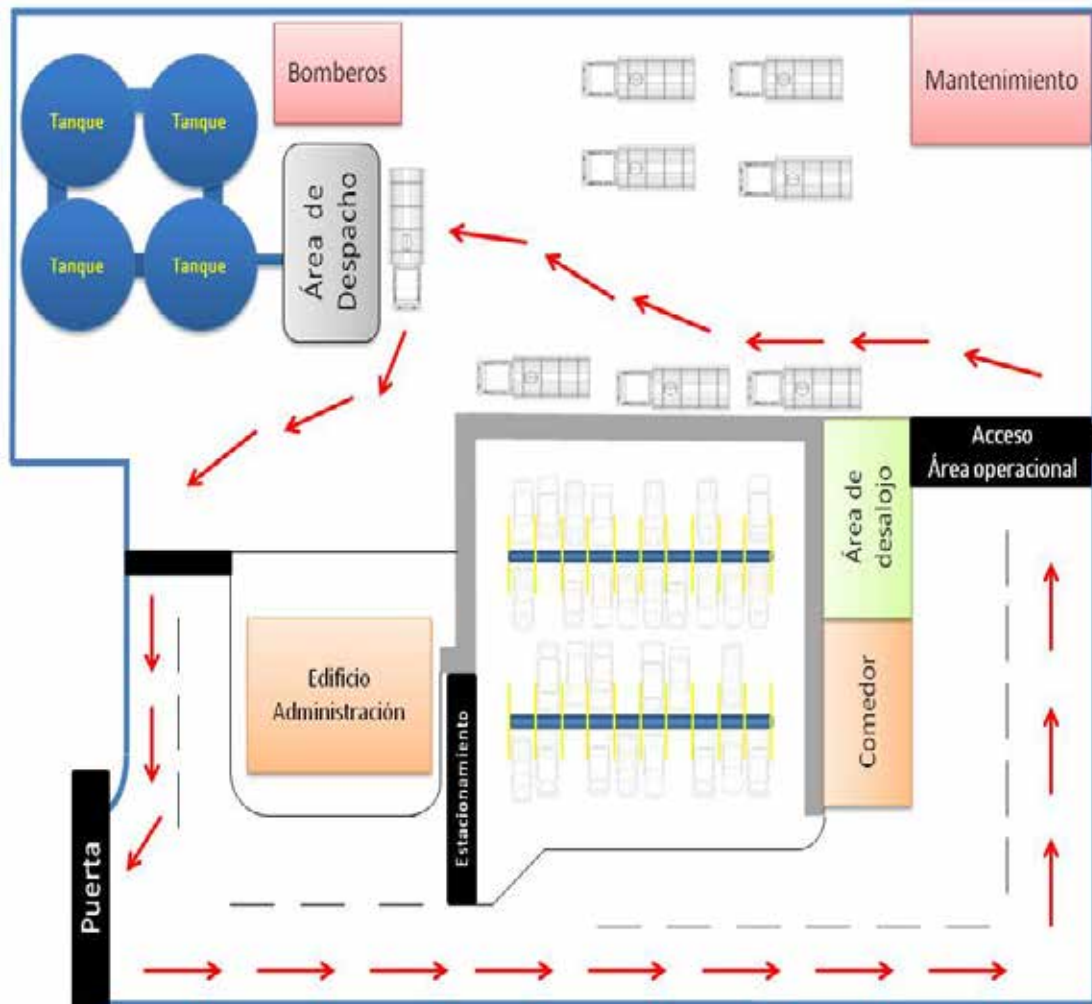 Bomberos
Mantenimiento
Tanque
Tanque
Área de
Despacho
Tanque
Tanque
Acceso
Área operacional
Área de
desalojo
Edificio
Administración
Comedor
Estacionamiento
Puerta